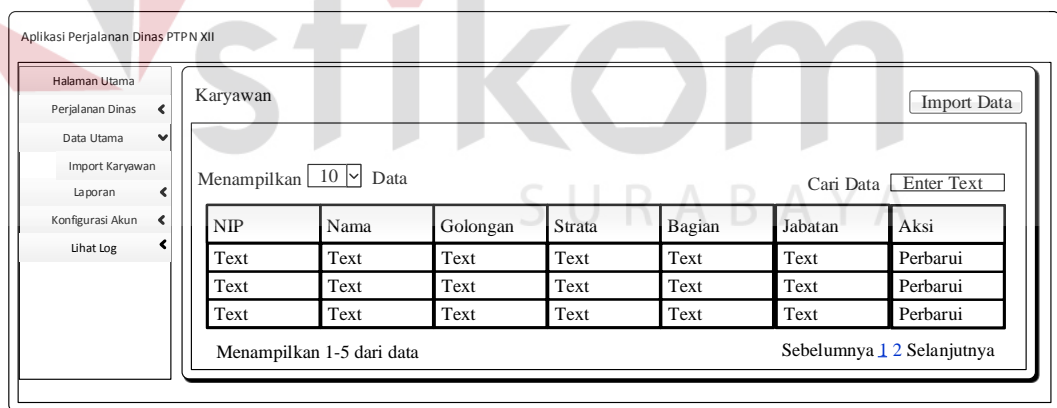 Aplikasi Perjalanan Dinas PTPN XII
stikom
SURABAYA
Halaman Utama
Perjalanan Dinas
Data Utama
Import Karyawan
Laporan
Konfigurasi Akun
Lihat Log
Karyawan
Import Data
Menampilkan 10 Data
Cari Data Enter Text
NIP Nama Golongan Strata Bagian Jabatan Aksi
Text Text Text Text Text Text Perbarui
Text Text Text Text Text Text Perbarui
Text Text Text Text Text Text Perbarui
Menampilkan 1-5 dari data
Sebelumnya 1 2 Selanjutnya